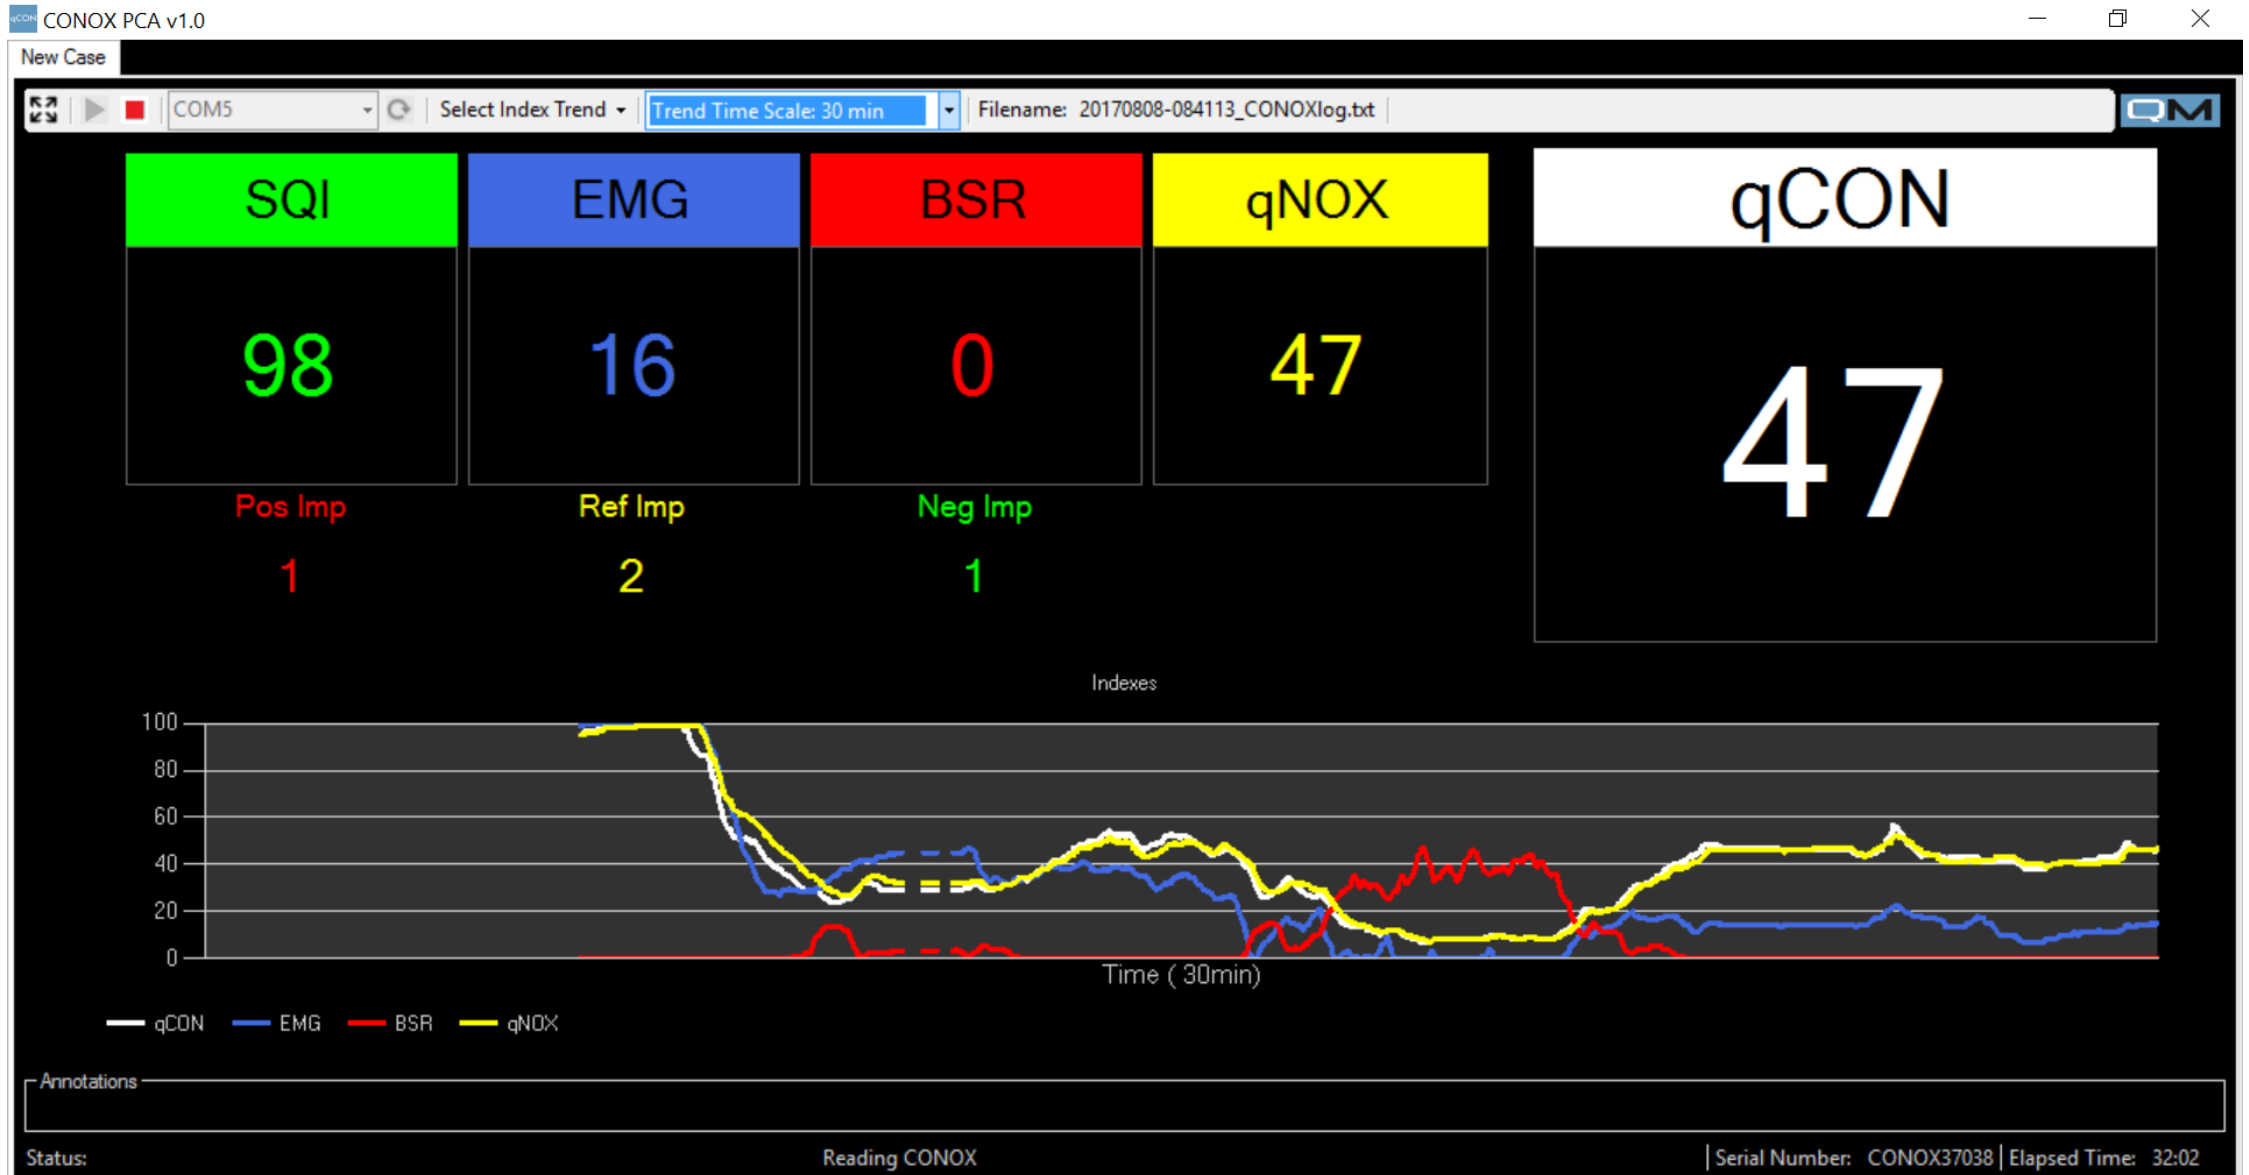 qCON CONOX PCA v1.0
New Case
COM5 Select Index Trend Trend Time Scale: 30 min Filename: 20170808-084113_CONOXlog.txt QM
SQI EMG BSR qNOX qCON
98 16 0 47 47
Pos Imp Ref Imp Neg Imp
1 2 1
Indexes
100
80
60
40
20
0
Time ( 30min)
qCON EMG BSR qNOX
Annotations
Status: Reading CONOX Serial Number: CONOX37038 Elapsed Time: 32:02